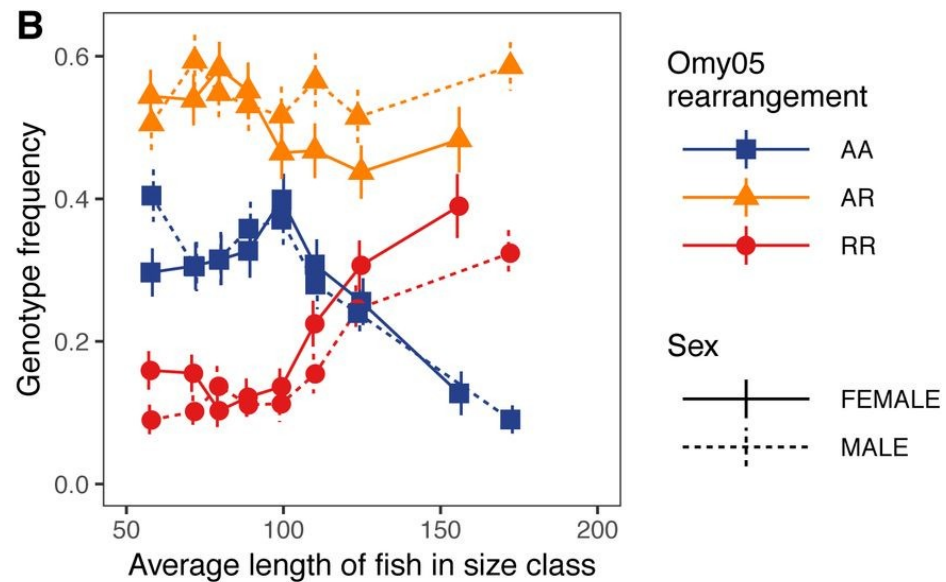 B
Genotype frequency
0.6
0.4
0.2
0.0
50 100 150 200
Average length of fish in size class
Omy05
rearrangement
AA
AR
RR
Sex
FEMALE
MALE